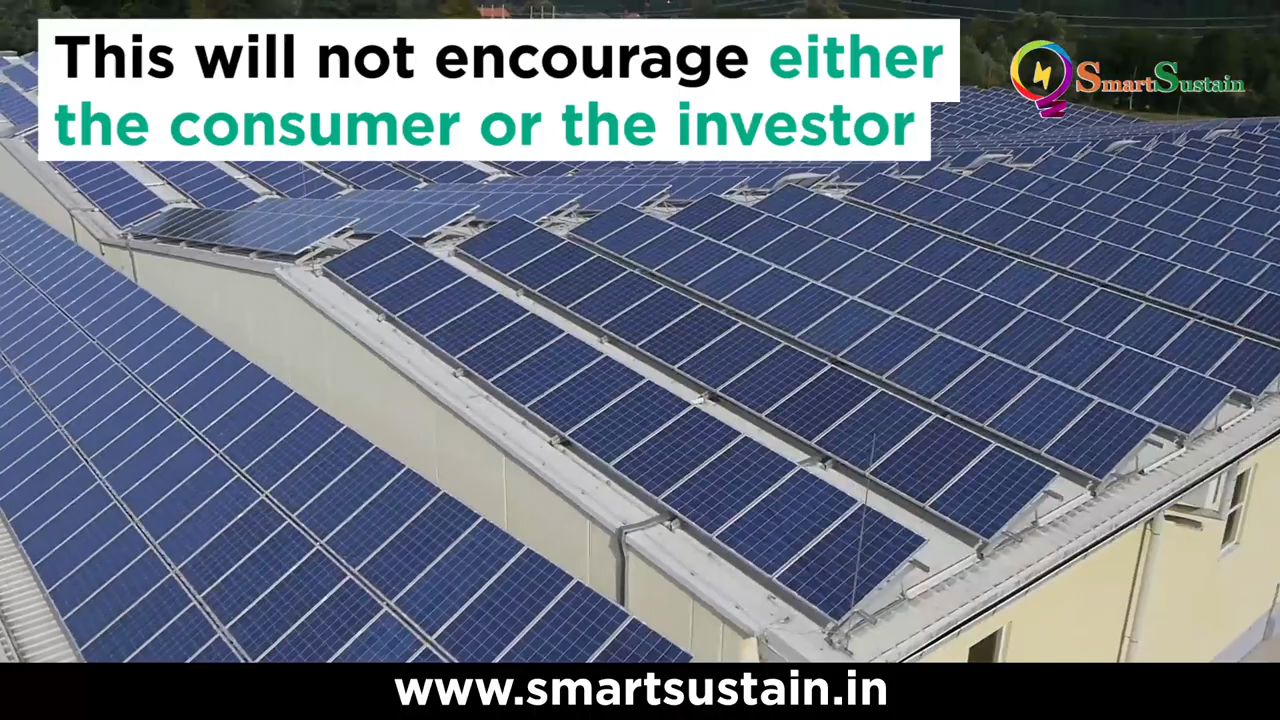 This will not encourage either
the consumer or the investor
SmartSustain
www.smartsustain.in